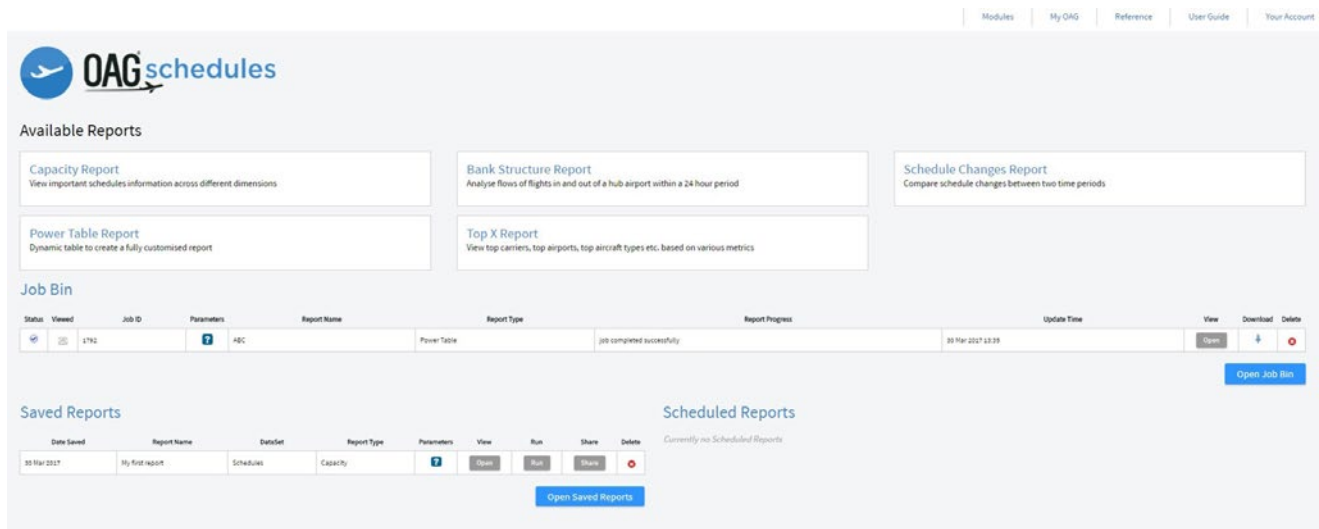 Modules My OAG Reference User Guide Your Account
OAG schedules
Available Reports
Capacity Report
View important schedules information across different dimensions
Bank Structure Report
Analyse flows of flights in and out of a hub airport within a 24 hour period
Schedule Changes Report
Compare schedule changes between two time periods
Power Table Report
Dynamic table to create a fully customised report
Top X Report
View top carriers, top airports, top aircraft types etc. based on various metrics
Job Bin
Status Viewed Job ID Parameters Report Name Report Type Report Progress Update Time View Download Delete
1792 ? ABC Power Table job completed successfully 30 Mar 2017 13:39 Open
Open Job Bin
Saved Reports
Date Saved Report Name DataSet Report Type Parameters View Run Share Delete
30 Mar 2017 My first report Schedules Capacity ? Open Run Share
Open Saved Reports
Scheduled Reports
Currently no Scheduled Reports